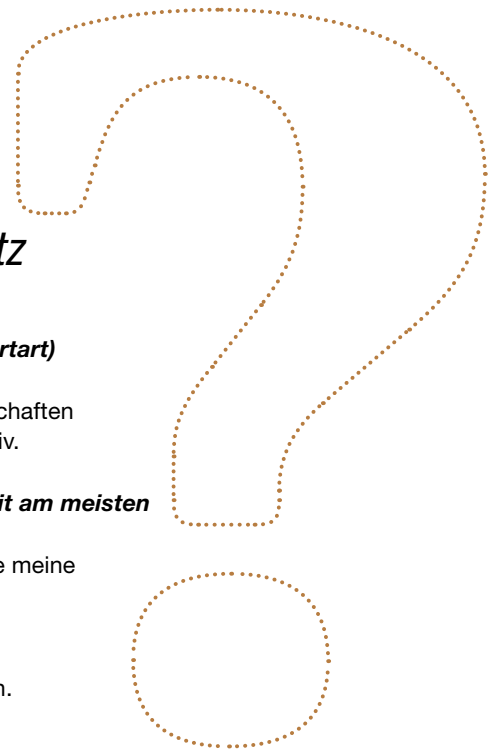 tz
rtart)
chaften
iv.
it am meisten
e meine
n.